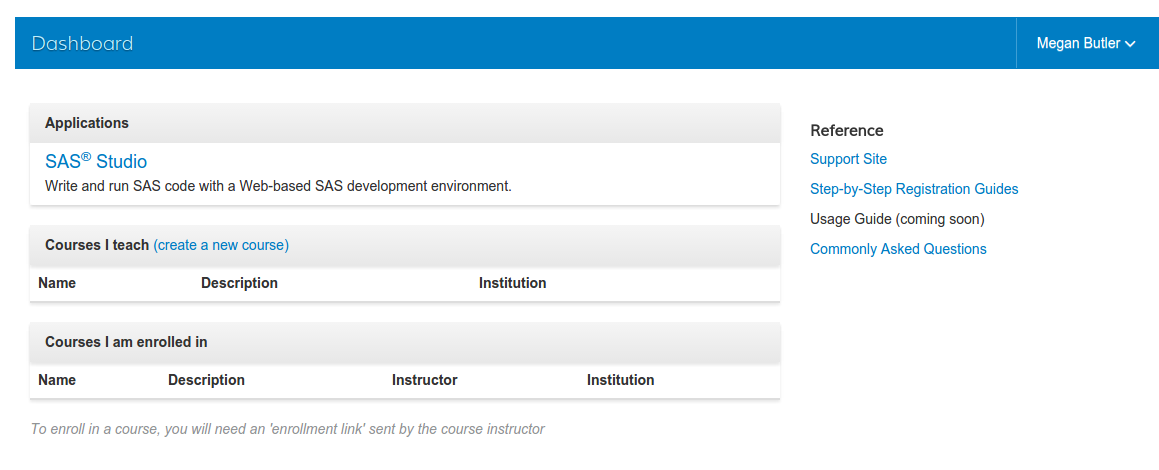 Dashboard
Megan Butler
Applications
SAS® Studio
Write and run SAS code with a Web-based SAS development environment.
Courses I teach (create a new course)
Name Description Institution
Courses I am enrolled in
Name Description Instructor Institution
To enroll in a course, you will need an 'enrollment link' sent by the course instructor
Reference
Support Site
Step-by-Step Registration Guides
Usage Guide (coming soon)
Commonly Asked Questions